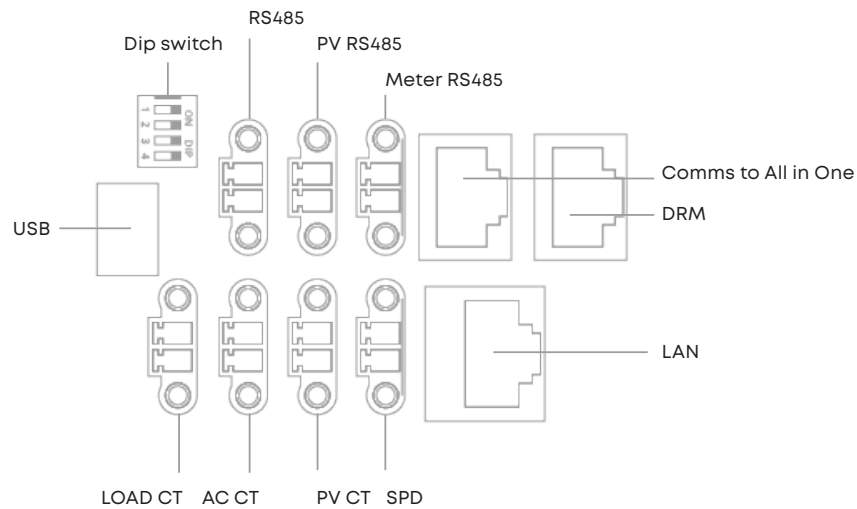 RS485
Dip switch
PV RS485
Meter RS485
1
2
3
4
ON
DIP
Comms to All in One
DRM
USB
LAN
LOAD CT
AC CT
PV CT
SPD